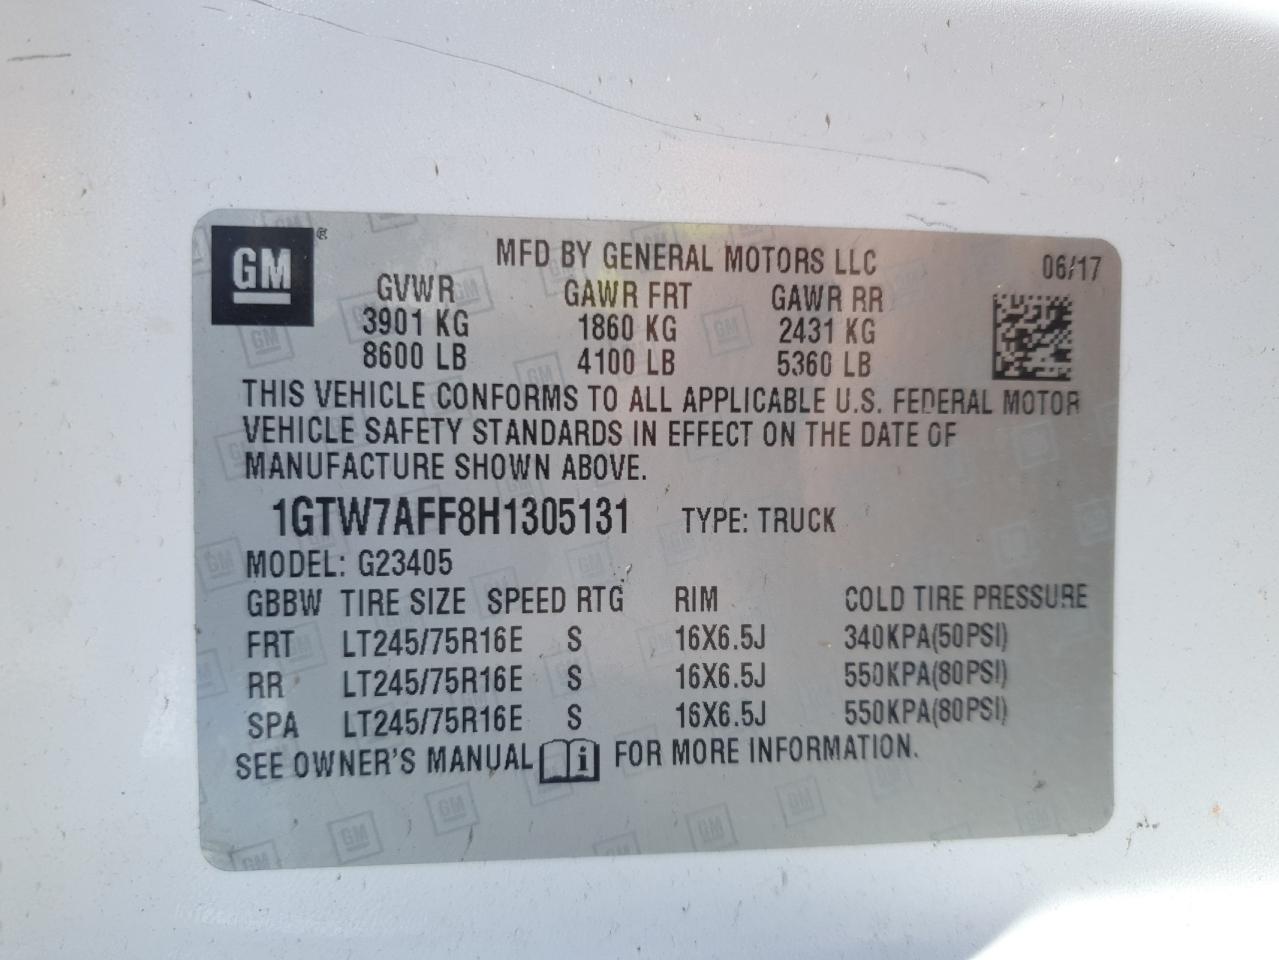 GM ®
MFD BY GENERAL MOTORS LLC 06/17
GVWR GAWR FRT GAWR RR
3901 KG 1860 KG 2431 KG
8600 LB 4100 LB 5360 LB
THIS VEHICLE CONFORMS TO ALL APPLICABLE U.S. FEDERAL MOTOR
VEHICLE SAFETY STANDARDS IN EFFECT ON THE DATE OF
MANUFACTURE SHOWN ABOVE.
1GTW7AFF8H1305131 TYPE: TRUCK
MODEL: G23405
GBBW TIRE SIZE SPEED RTG RIM COLD TIRE PRESSURE
FRT LT245/75R16E S 16X6.5J 340KPA(50PSI)
RR LT245/75R16E S 16X6.5J 550KPA(80PSI)
SPA LT245/75R16E S 16X6.5J 550KPA(80PSI)
SEE OWNER'S MANUAL i FOR MORE INFORMATION.